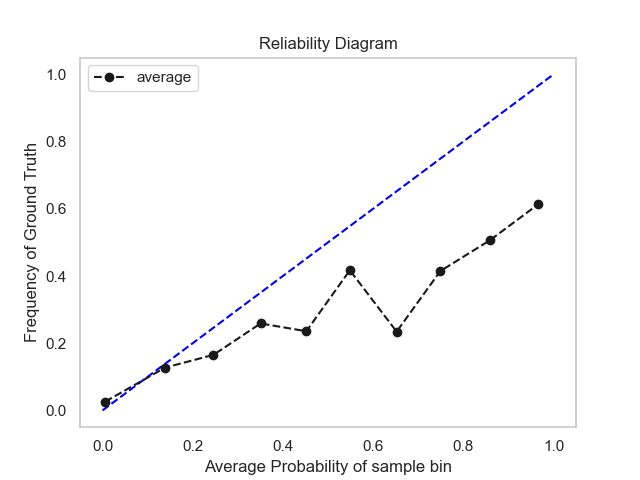 Reliability Diagram
average
Frequency of Ground Truth
1.0
0.8
0.6
0.4
0.2
0.0
0.0 0.2 0.4 0.6 0.8 1.0
Average Probability of sample bin